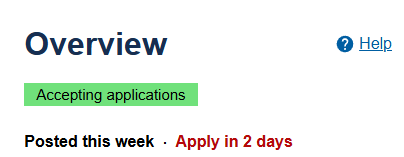 Overview
Help
Accepting applications
Posted this week · Apply in 2 days